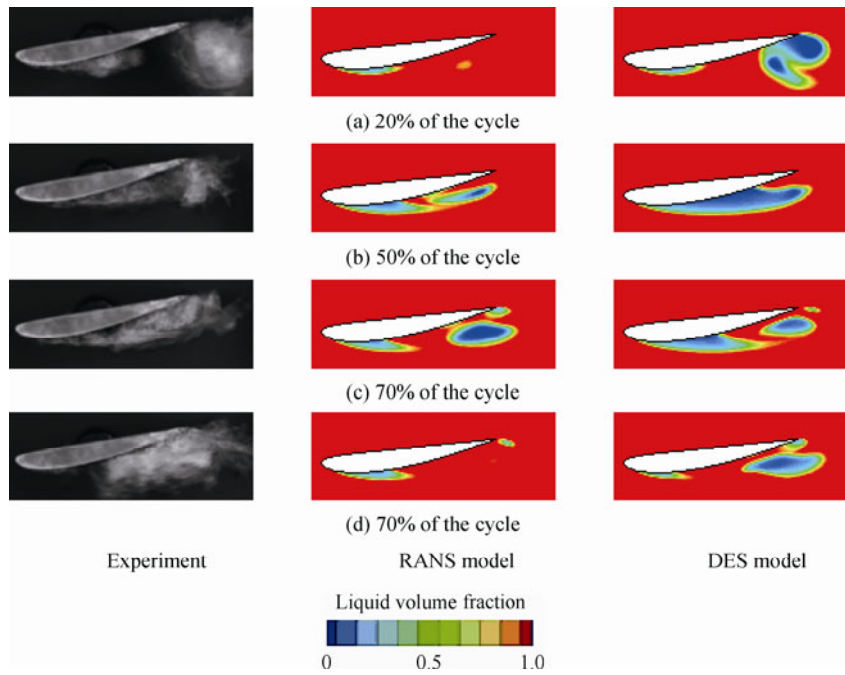 (a) 20% of the cycle
(b) 50% of the cycle
(c) 70% of the cycle
(d) 70% of the cycle
Experiment RANS model DES model
Liquid volume fraction
0 0.5 1.0